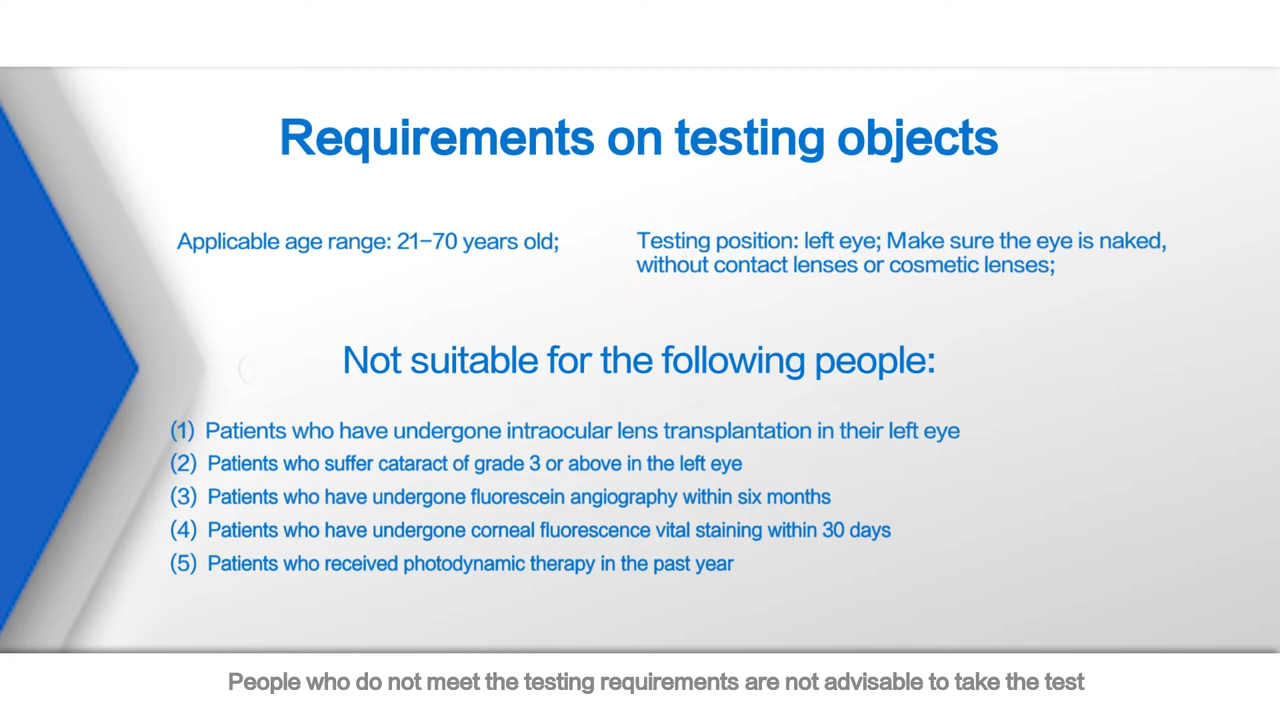 Requirements on testing objects
Applicable age range: 21-70 years old;
Testing position: left eye; Make sure the eye is naked,
without contact lenses or cosmetic lenses;
Not suitable for the following people:
(1) Patients who have undergone intraocular lens transplantation in their left eye
(2) Patients who suffer cataract of grade 3 or above in the left eye
(3) Patients who have undergone fluorescein angiography within six months
(4) Patients who have undergone corneal fluorescence vital staining within 30 days
(5) Patients who received photodynamic therapy in the past year
People who do not meet the testing requirements are not advisable to take the test